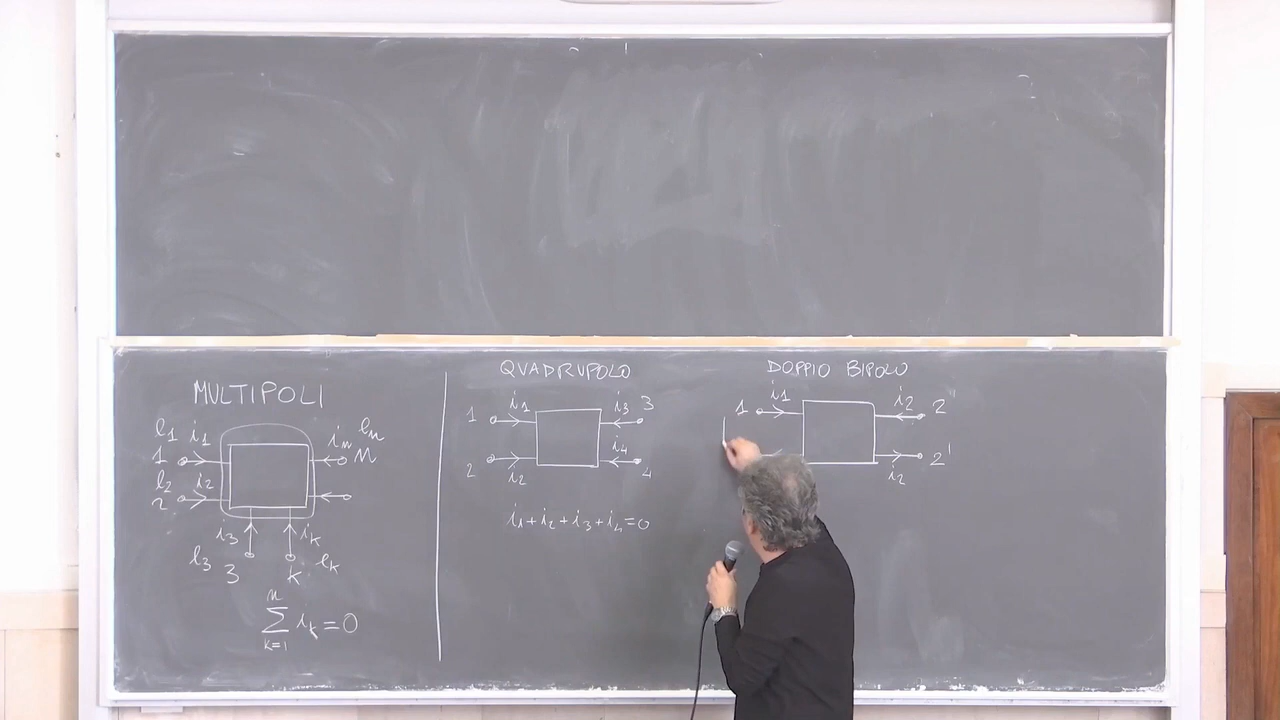 MULTIPOLI
l1 i1
1
l2 i2
2
im lm
M
i3
l3
3
ik
lk
k
n
∑ ik = 0
k=1
QUADRUPOLO
1 i1
i3 3
2 i2
i4 4
i1 + i2 + i3 + i4 = 0
DOPPIO BIPOLO
1 i1
i2 2
i2 2'